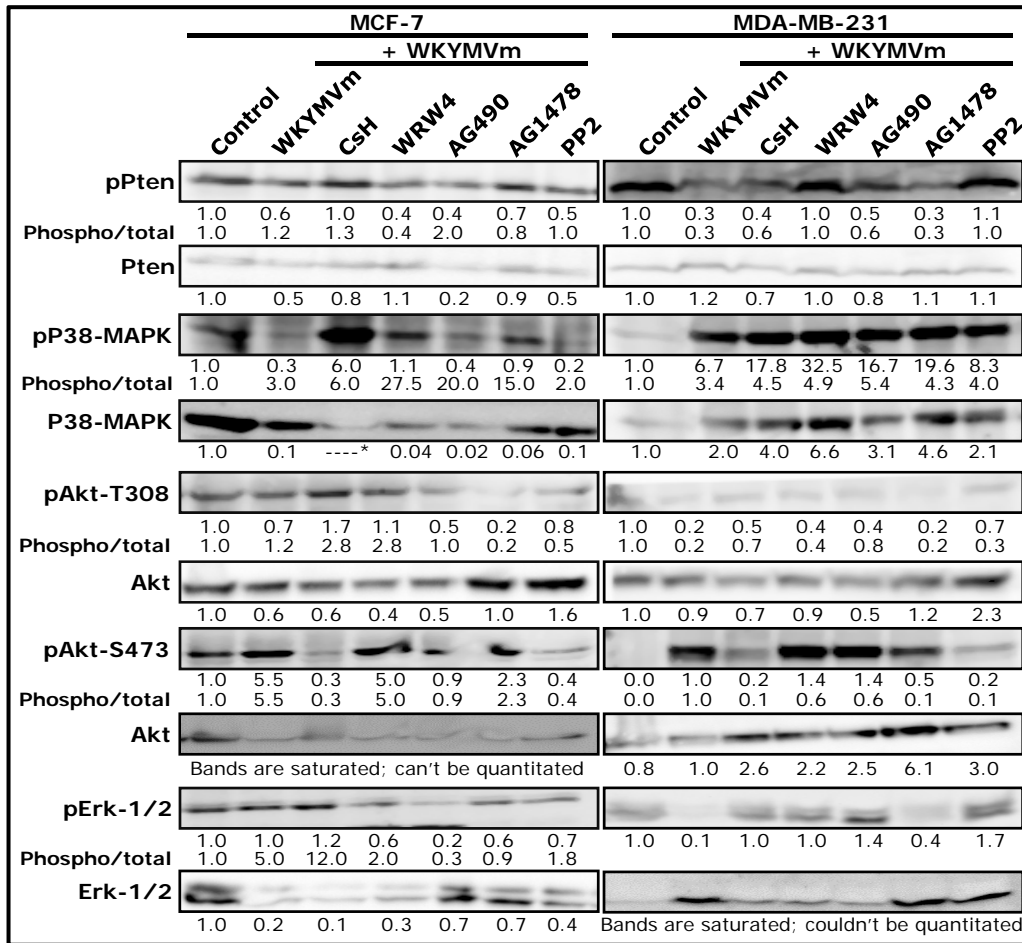 MCF-7 MDA-MB-231
+ WKYMVm + WKYMVm
Control WKYMVm CsH WRW4 AG490 AG1478 PP2 Control WKYMVm CsH WRW4 AG490 AG1478 PP2
pPten
1.0 0.6 1.0 0.4 0.4 0.7 0.5 1.0 0.3 0.4 1.0 0.5 0.3 1.1
Phospho/total 1.0 1.2 1.3 0.4 2.0 0.8 1.0 1.0 0.3 0.6 1.0 0.6 0.3 1.0
Pten
1.0 0.5 0.8 1.1 0.2 0.9 0.5 1.0 1.2 0.7 1.0 0.8 1.1 1.1
pP38-MAPK
1.0 0.3 6.0 1.1 0.4 0.9 0.2 1.0 6.7 17.8 32.5 16.7 19.6 8.3
Phospho/total 1.0 3.0 6.0 27.5 20.0 15.0 2.0 1.0 3.4 4.5 4.9 5.4 4.3 4.0
P38-MAPK
1.0 0.1 ----* 0.04 0.02 0.06 0.1 1.0 2.0 4.0 6.6 3.1 4.6 2.1
pAkt-T308
1.0 0.7 1.7 1.1 0.5 0.2 0.8 1.0 0.2 0.5 0.4 0.4 0.2 0.7
Phospho/total 1.0 1.2 2.8 2.8 1.0 0.2 0.5 1.0 0.2 0.7 0.4 0.8 0.2 0.3
Akt
1.0 0.6 0.6 0.4 0.5 1.0 1.6 1.0 0.9 0.7 0.9 0.5 1.2 2.3
pAkt-S473
1.0 5.5 0.3 5.0 0.9 2.3 0.4 0.0 1.0 0.2 1.4 1.4 0.5 0.2
Phospho/total 1.0 5.5 0.3 5.0 0.9 2.3 0.4 0.0 1.0 0.1 0.6 0.6 0.1 0.1
Akt
Bands are saturated; can't be quantitated 0.8 1.0 2.6 2.2 2.5 6.1 3.0
pErk-1/2
1.0 1.0 1.2 0.6 0.2 0.6 0.7 1.0 0.1 1.0 1.0 1.4 0.4 1.7
Phospho/total 1.0 5.0 12.0 2.0 0.3 0.9 1.8
Erk-1/2
1.0 0.2 0.1 0.3 0.7 0.7 0.4 Bands are saturated; couldn't be quantitated